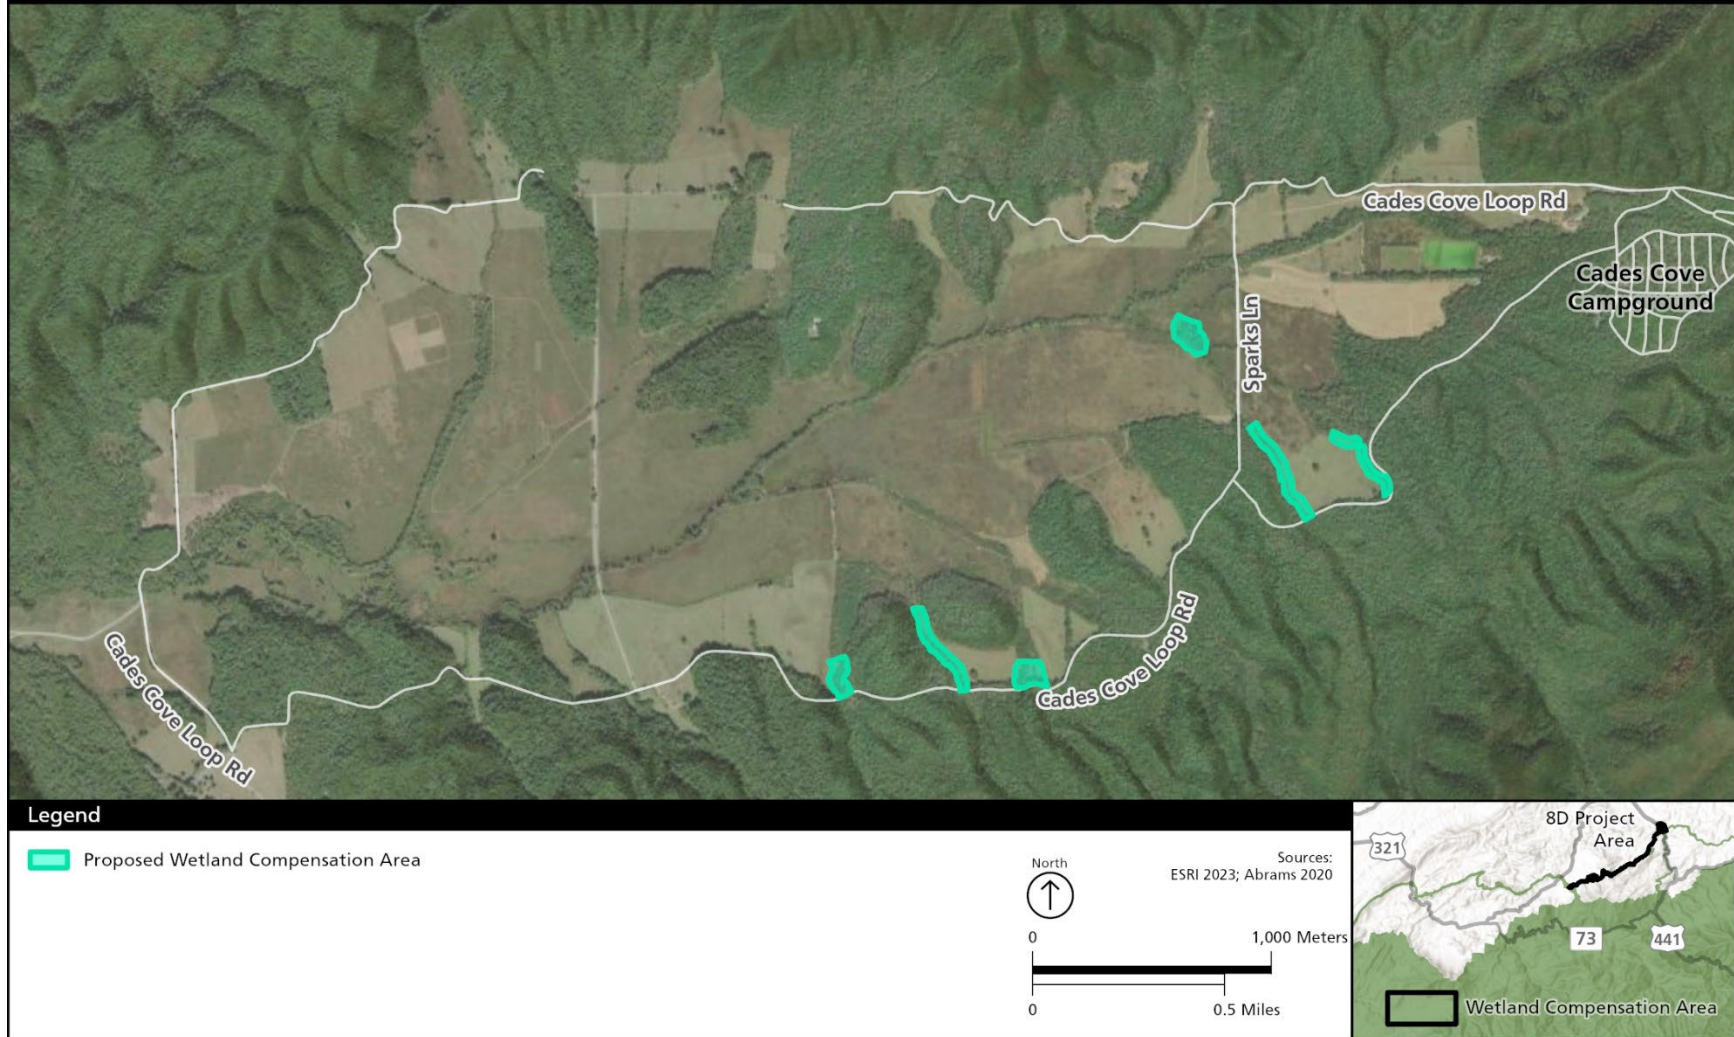 Cades Cove Loop Rd
Cades Cove
Campground
Sparks Ln
Cades Cove Loop Rd
Cades Cove Loop Rd
Legend
Proposed Wetland Compensation Area
North
Sources:
ESRI 2023; Abrams 2020
0
1,000 Meters
0
0.5 Miles
8D Project
Area
321
73
441
Wetland Compensation Area